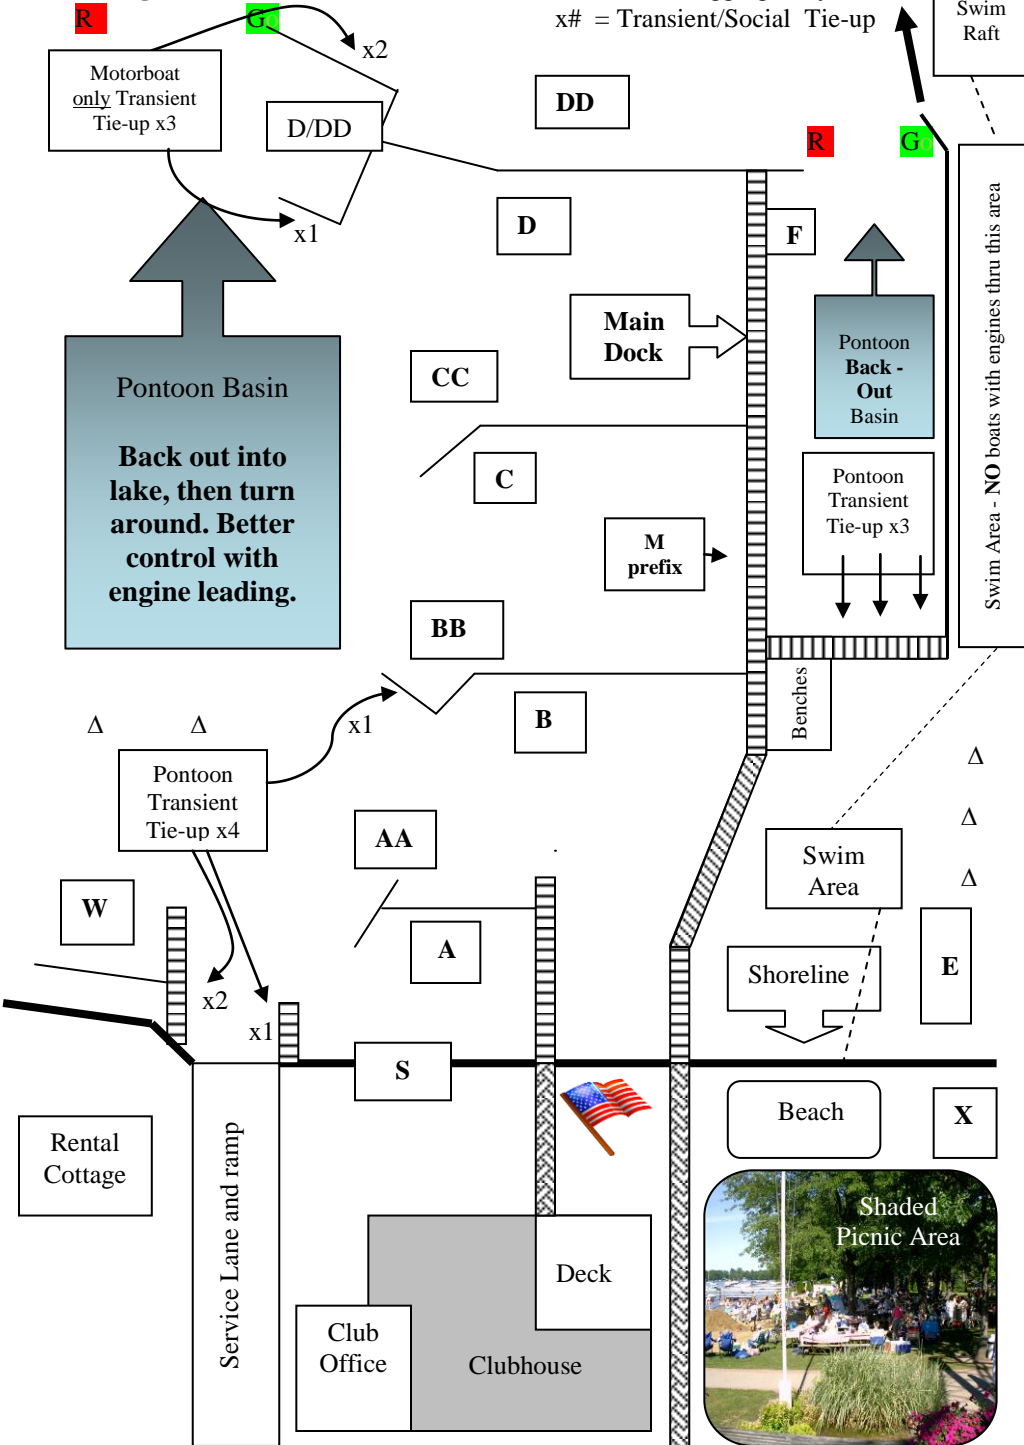 x# = Transient/Social Tie-up
Swim
Raft
R
Go
x2
Motorboat
only Transient
Tie-up x3
D/DD
DD
R
Go
x1
D
F
Main
Dock
Pontoon
Back -
Out
Basin
Pontoon Basin
Back out into
lake, then turn
around. Better
control with
engine leading.
CC
C
Pontoon
Transient
Tie-up x3
Swim Area - NO boats with engines thru this area
M
prefix
BB
B
Benches
x1
Δ
Δ
Δ
Δ
Δ
Pontoon
Transient
Tie-up x4
AA
A
Swim
Area
W
x2
x1
Shoreline
E
S
Beach
X
Rental
Cottage
Service Lane and ramp
Shaded
Picnic Area
Deck
Club
Office
Clubhouse